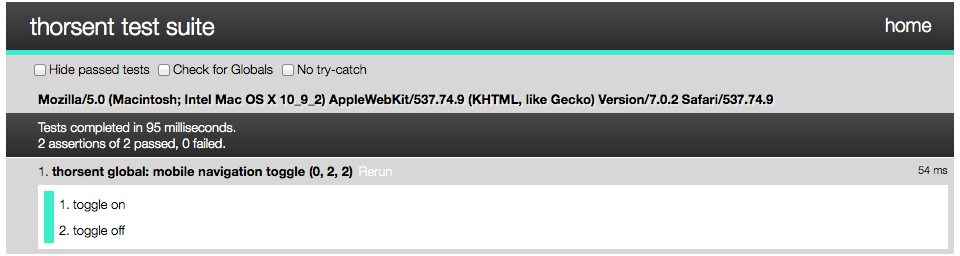 thorsent test suite
home
Hide passed tests Check for Globals No try-catch
Mozilla/5.0 (Macintosh; Intel Mac OS X 10_9_2) AppleWebKit/537.74.9 (KHTML, like Gecko) Version/7.0.2 Safari/537.74.9
Tests completed in 95 milliseconds.
2 assertions of 2 passed, 0 failed.
1. thorsent global: mobile navigation toggle (0, 2, 2) Rerun 54 ms
1. toggle on
2. toggle off